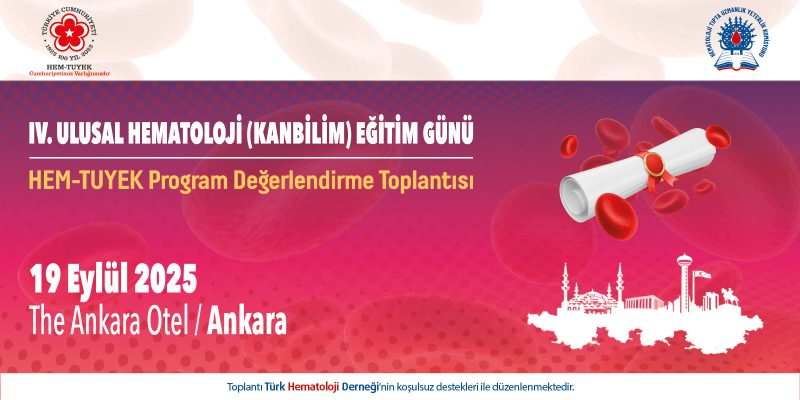 TÜRKİYE CUMHURİYETİ
1923 100 YIL 2023
HEM-TUYEK
Cumhuriyetimiz Varlığımızdır
HEMATOLOJİ TIPTA UZMANLIK YETERLİK KOMİSYONU
IV. ULUSAL HEMATOLOJİ (KANBİLİM) EĞİTİM GÜNÜ
HEM-TUYEK Program Değerlendirme Toplantısı
19 Eylül 2025
The Ankara Otel / Ankara
Toplantı Türk Hematoloji Derneği'nin koşulsuz destekleri ile düzenlenmektedir.